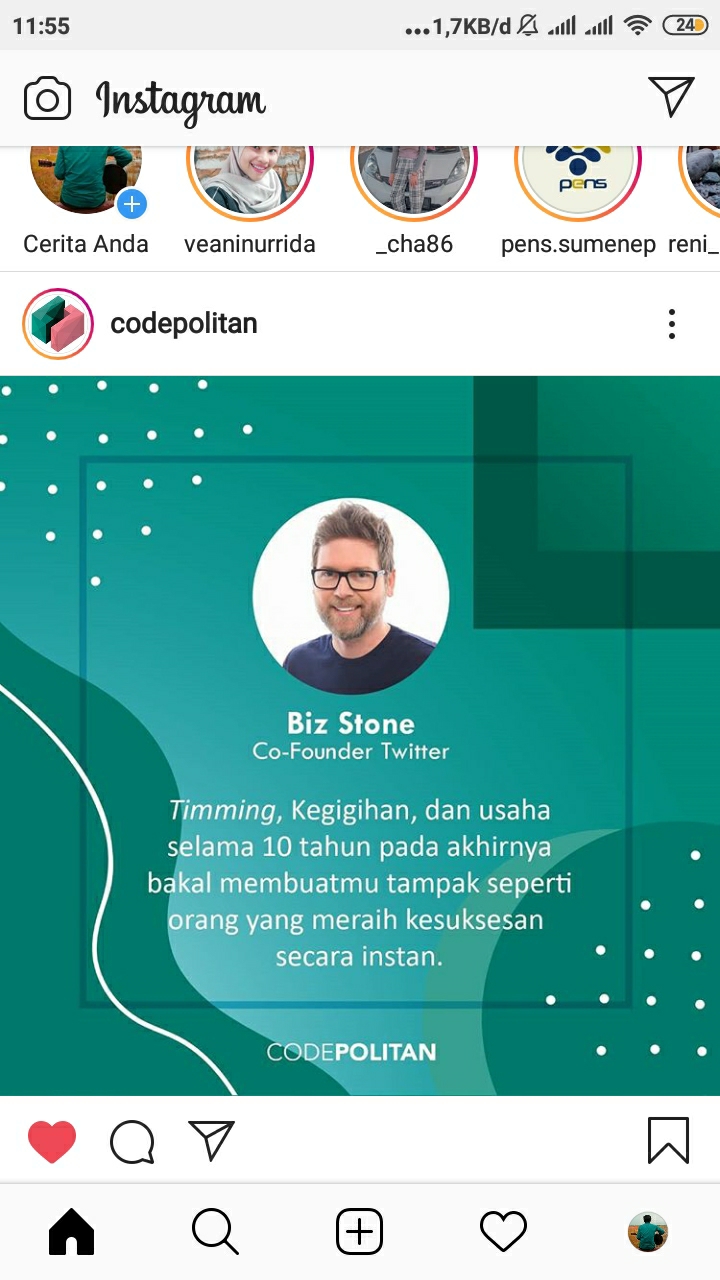 11:55 ...1,7KB/d 24
Instagram
pens
Cerita Anda veaninurrida _cha86 pens.sumenep reni_
codepolitan
Biz Stone
Co-Founder Twitter
Timming, Kegigihan, dan usaha
selama 10 tahun pada akhirnya
bakal membuatmu tampak seperti
orang yang meraih kesuksesan
secara instan.
CODEPOLITAN